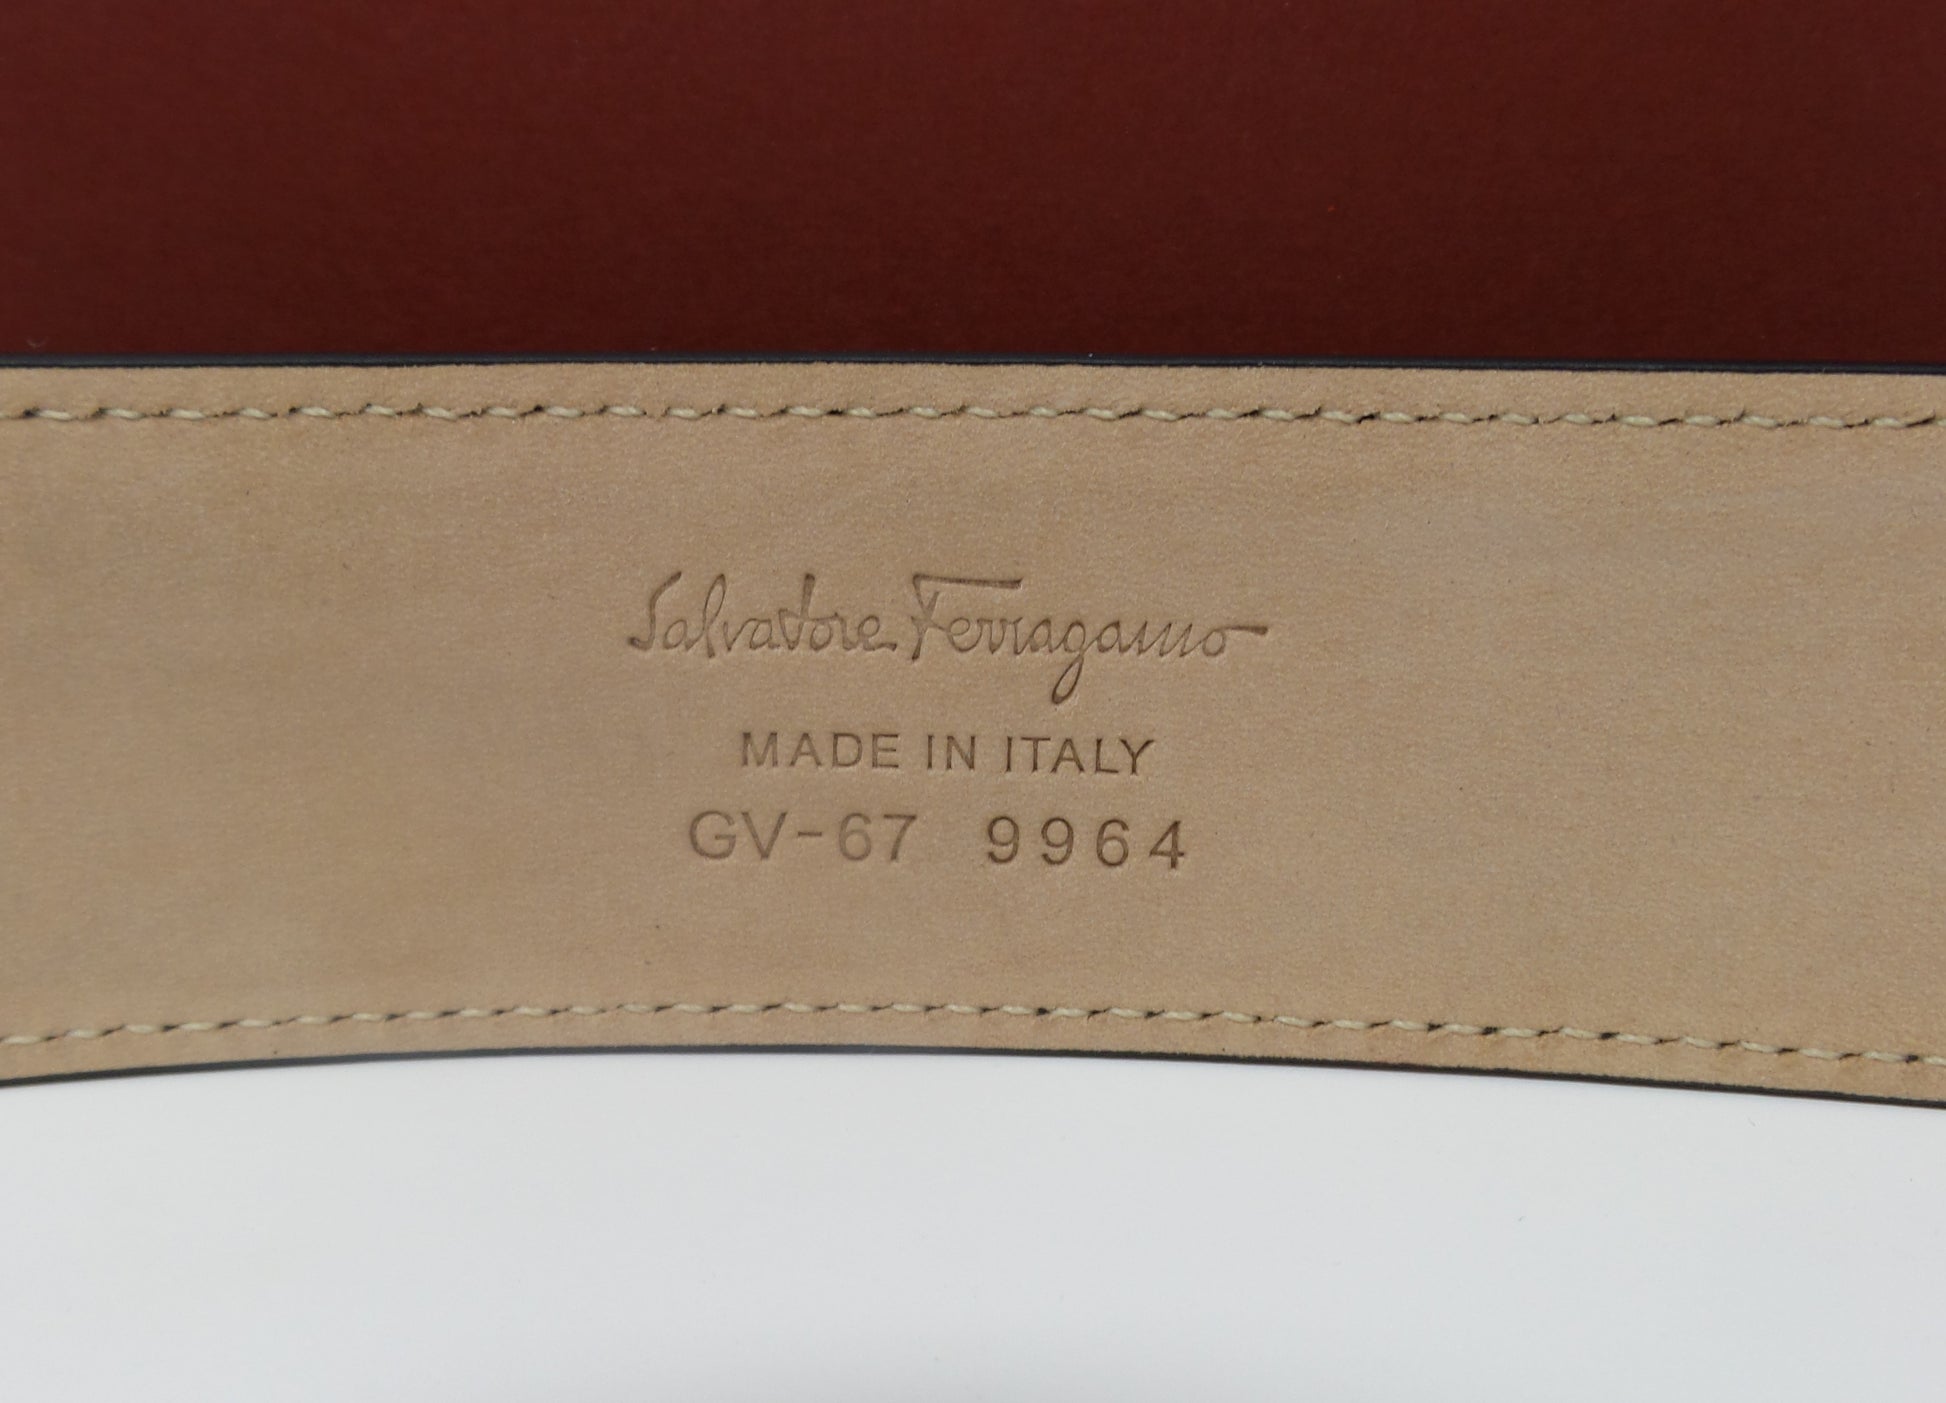 Salvatore Ferragamo
MADE IN ITALY
GV-67 9964